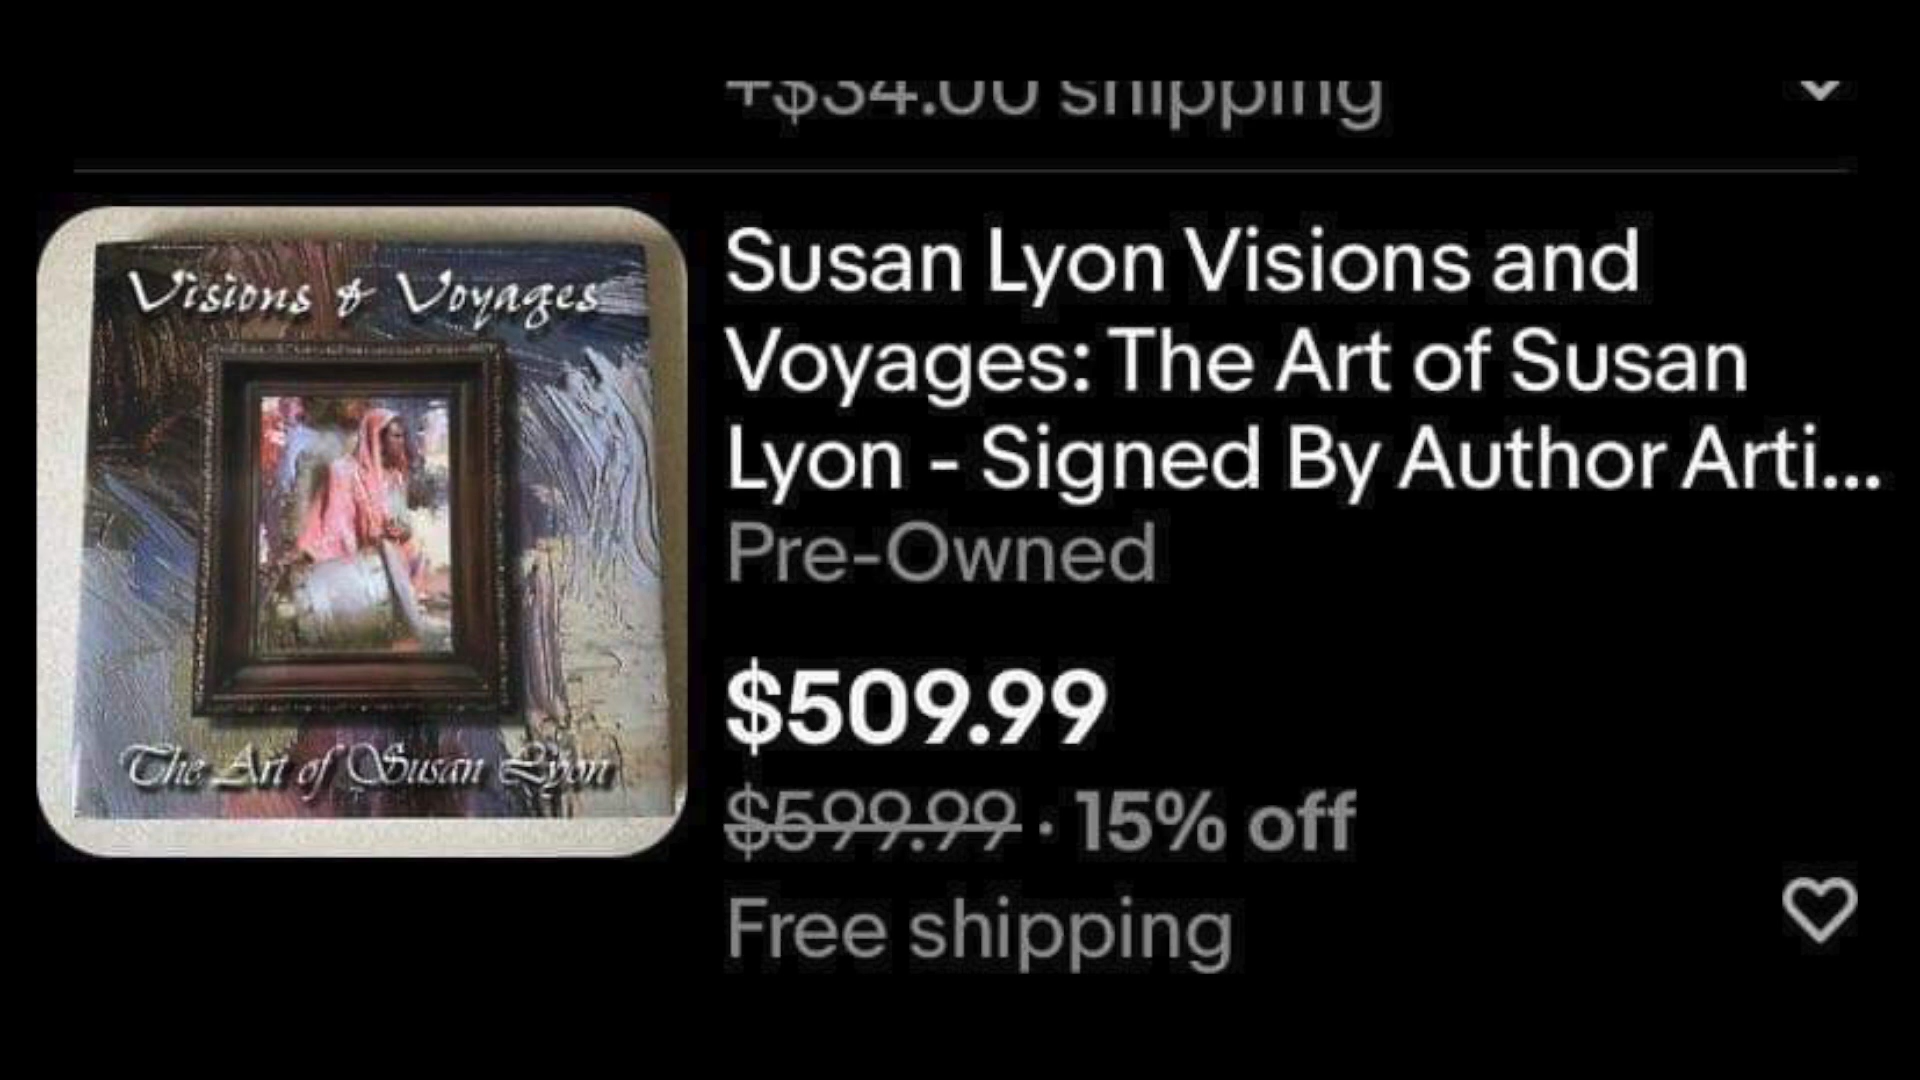 +$34.00 shipping
Visions & Voyages
The Art of Susan Lyon
Susan Lyon Visions and
Voyages: The Art of Susan
Lyon - Signed By Author Arti...
Pre-Owned
$509.99
$599.99 · 15% off
Free shipping